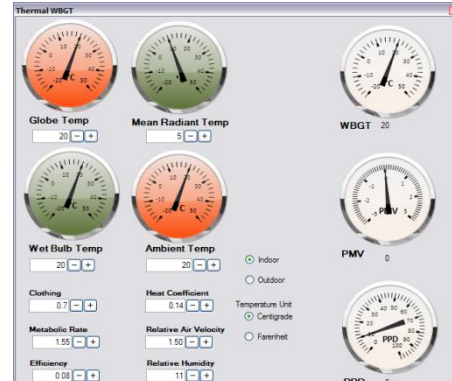 Thermal WBGT
Globe Temp
20 - +
Mean Radiant Temp
5 - +
WBGT 20
Wet Bulb Temp
20 - +
Ambient Temp
20 - +
PMV 0
Indoor
Outdoor
Temperature Unit
Centigrade
Farenheit
Clothing
0.7 - +
Heat Coefficient
0.14 - +
Metabolic Rate
1.55 - +
Relative Air Velocity
1.50 - +
Efficiency
0.08 - +
Relative Humidity
11 - +
PPD